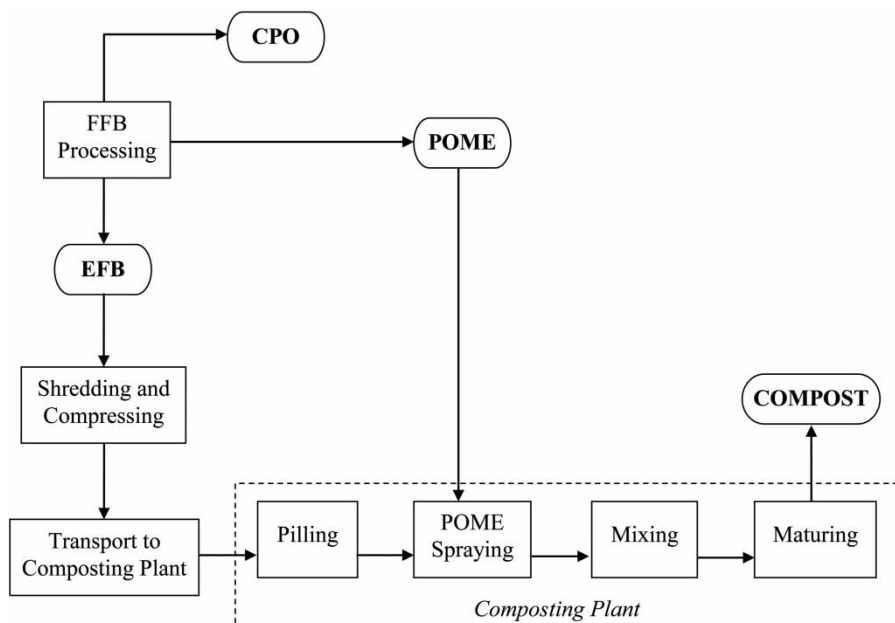 CPO
FFB
Processing
POME
EFB
Shredding and
Compressing
COMPOST
Transport to
Composting Plant
Pilling
POME
Spraying
Mixing
Maturing
Composting Plant